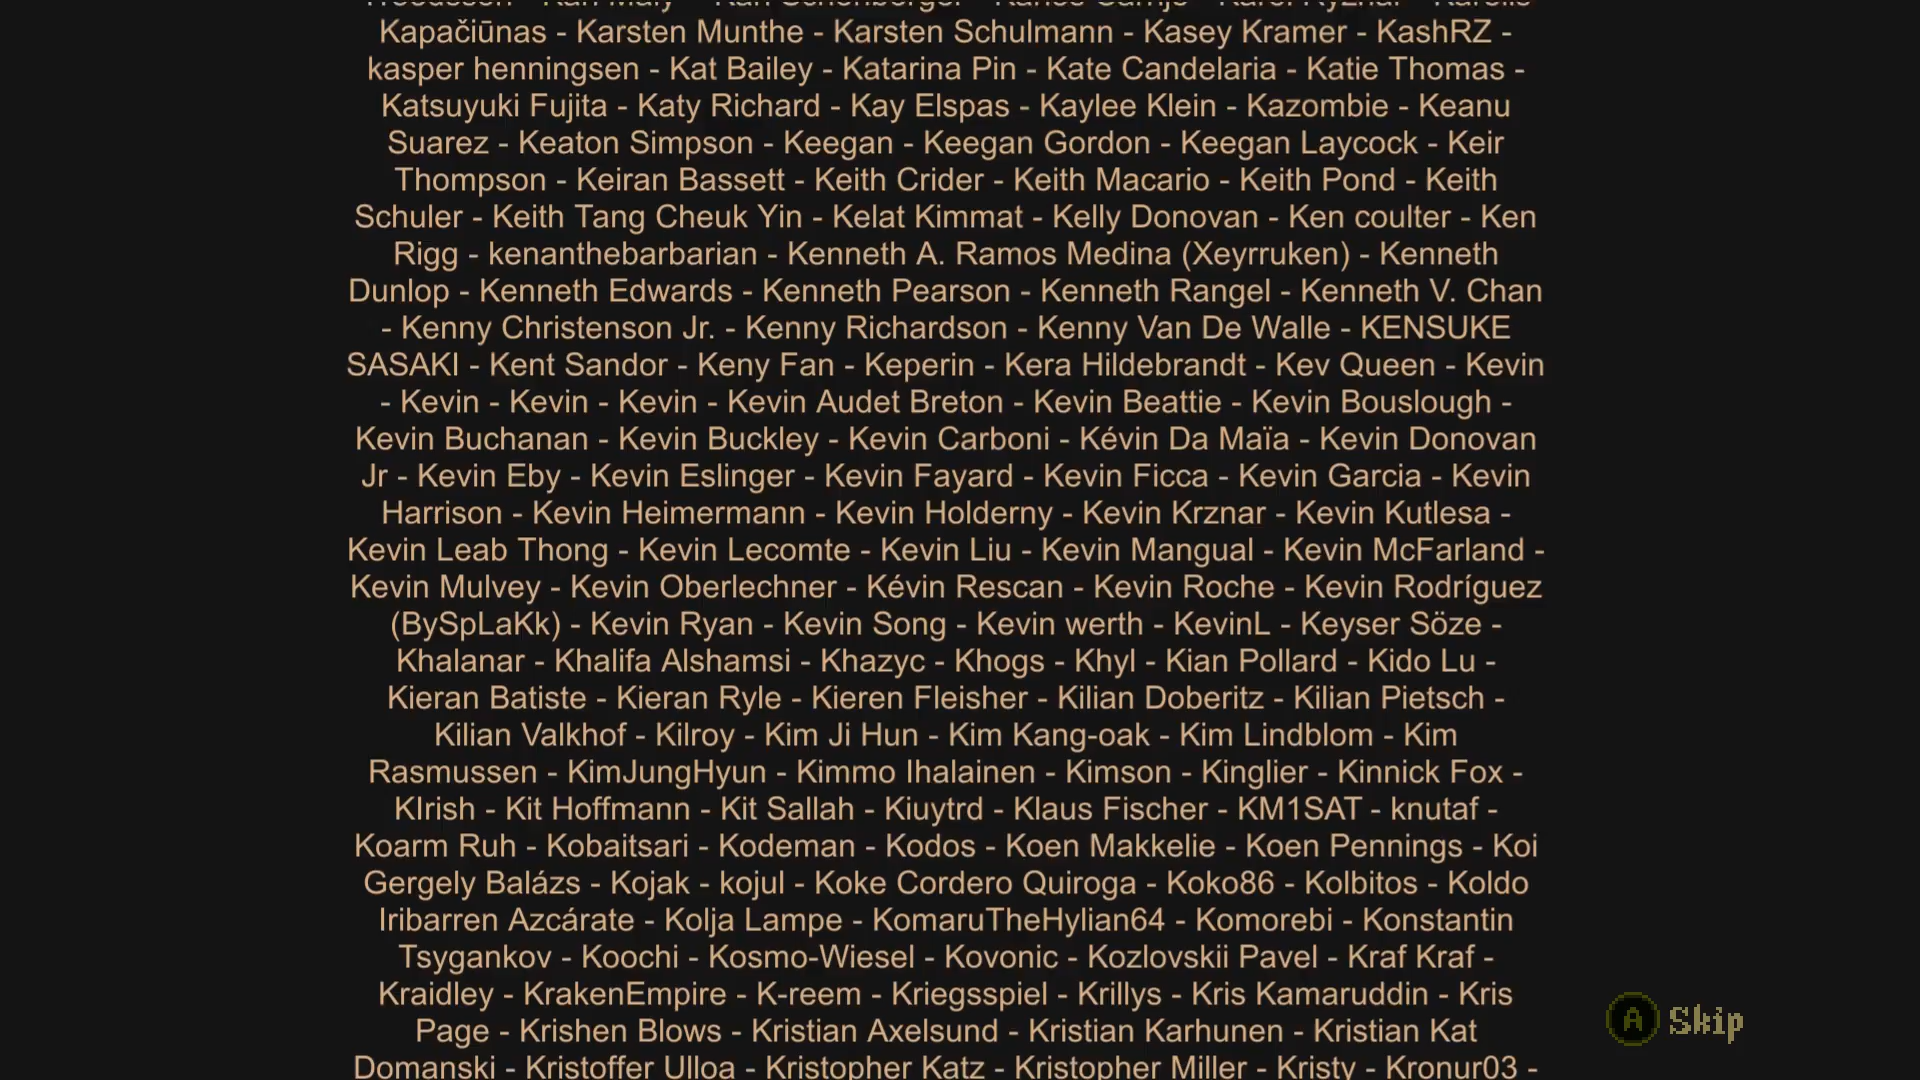 Kapačiūnas - Karsten Munthe - Karsten Schulmann - Kasey Kramer - KashRZ -
kasper henningsen - Kat Bailey - Katarina Pin - Kate Candelaria - Katie Thomas -
Katsuyuki Fujita - Katy Richard - Kay Elspas - Kaylee Klein - Kazombie - Keanu
Suarez - Keaton Simpson - Keegan - Keegan Gordon - Keegan Laycock - Keir
Thompson - Keiran Bassett - Keith Crider - Keith Macario - Keith Pond - Keith
Schuler - Keith Tang Cheuk Yin - Kelat Kimmat - Kelly Donovan - Ken coulter - Ken
Rigg - kenanthebarbarian - Kenneth A. Ramos Medina (Xeyrruken) - Kenneth
Dunlop - Kenneth Edwards - Kenneth Pearson - Kenneth Rangel - Kenneth V. Chan
- Kenny Christenson Jr. - Kenny Richardson - Kenny Van De Walle - KENSUKE
SASAKI - Kent Sandor - Keny Fan - Keperin - Kera Hildebrandt - Kev Queen - Kevin
- Kevin - Kevin - Kevin - Kevin Audet Breton - Kevin Beattie - Kevin Bouslough -
Kevin Buchanan - Kevin Buckley - Kevin Carboni - Kévin Da Maïa - Kevin Donovan
Jr - Kevin Eby - Kevin Eslinger - Kevin Fayard - Kevin Ficca - Kevin Garcia - Kevin
Harrison - Kevin Heimermann - Kevin Holderny - Kevin Krznar - Kevin Kutlesa -
Kevin Leab Thong - Kevin Lecomte - Kevin Liu - Kevin Mangual - Kevin McFarland -
Kevin Mulvey - Kevin Oberlechner - Kévin Rescan - Kevin Roche - Kevin Rodríguez
(BySpLaKk) - Kevin Ryan - Kevin Song - Kevin werth - KevinL - Keyser Söze -
Khalanar - Khalifa Alshamsi - Khazyc - Khogs - Khyl - Kian Pollard - Kido Lu -
Kieran Batiste - Kieran Ryle - Kieren Fleisher - Kilian Doberitz - Kilian Pietsch -
Kilian Valkhof - Kilroy - Kim Ji Hun - Kim Kang-oak - Kim Lindblom - Kim
Rasmussen - KimJungHyun - Kimmo Ihalainen - Kimson - Kinglier - Kinnick Fox -
KIrish - Kit Hoffmann - Kit Sallah - Kiuytrd - Klaus Fischer - KM1SAT - knutaf -
Koarm Ruh - Kobaitsari - Kodeman - Kodos - Koen Makkelie - Koen Pennings - Koi
Gergely Balázs - Kojak - kojul - Koke Cordero Quiroga - Koko86 - Kolbitos - Koldo
Iribarren Azcárate - Kolja Lampe - KomaruTheHylian64 - Komorebi - Konstantin
Tsygankov - Koochi - Kosmo-Wiesel - Kovonic - Kozlovskii Pavel - Kraf Kraf -
Kraidley - KrakenEmpire - K-reem - Kriegsspiel - Krillys - Kris Kamaruddin - Kris
Page - Krishen Blows - Kristian Axelsund - Kristian Karhunen - Kristian Kat
Domanski - Kristoffer Ulloa - Kristopher Katz - Kristopher Miller - Kristy - Kronur03 -
A Skip